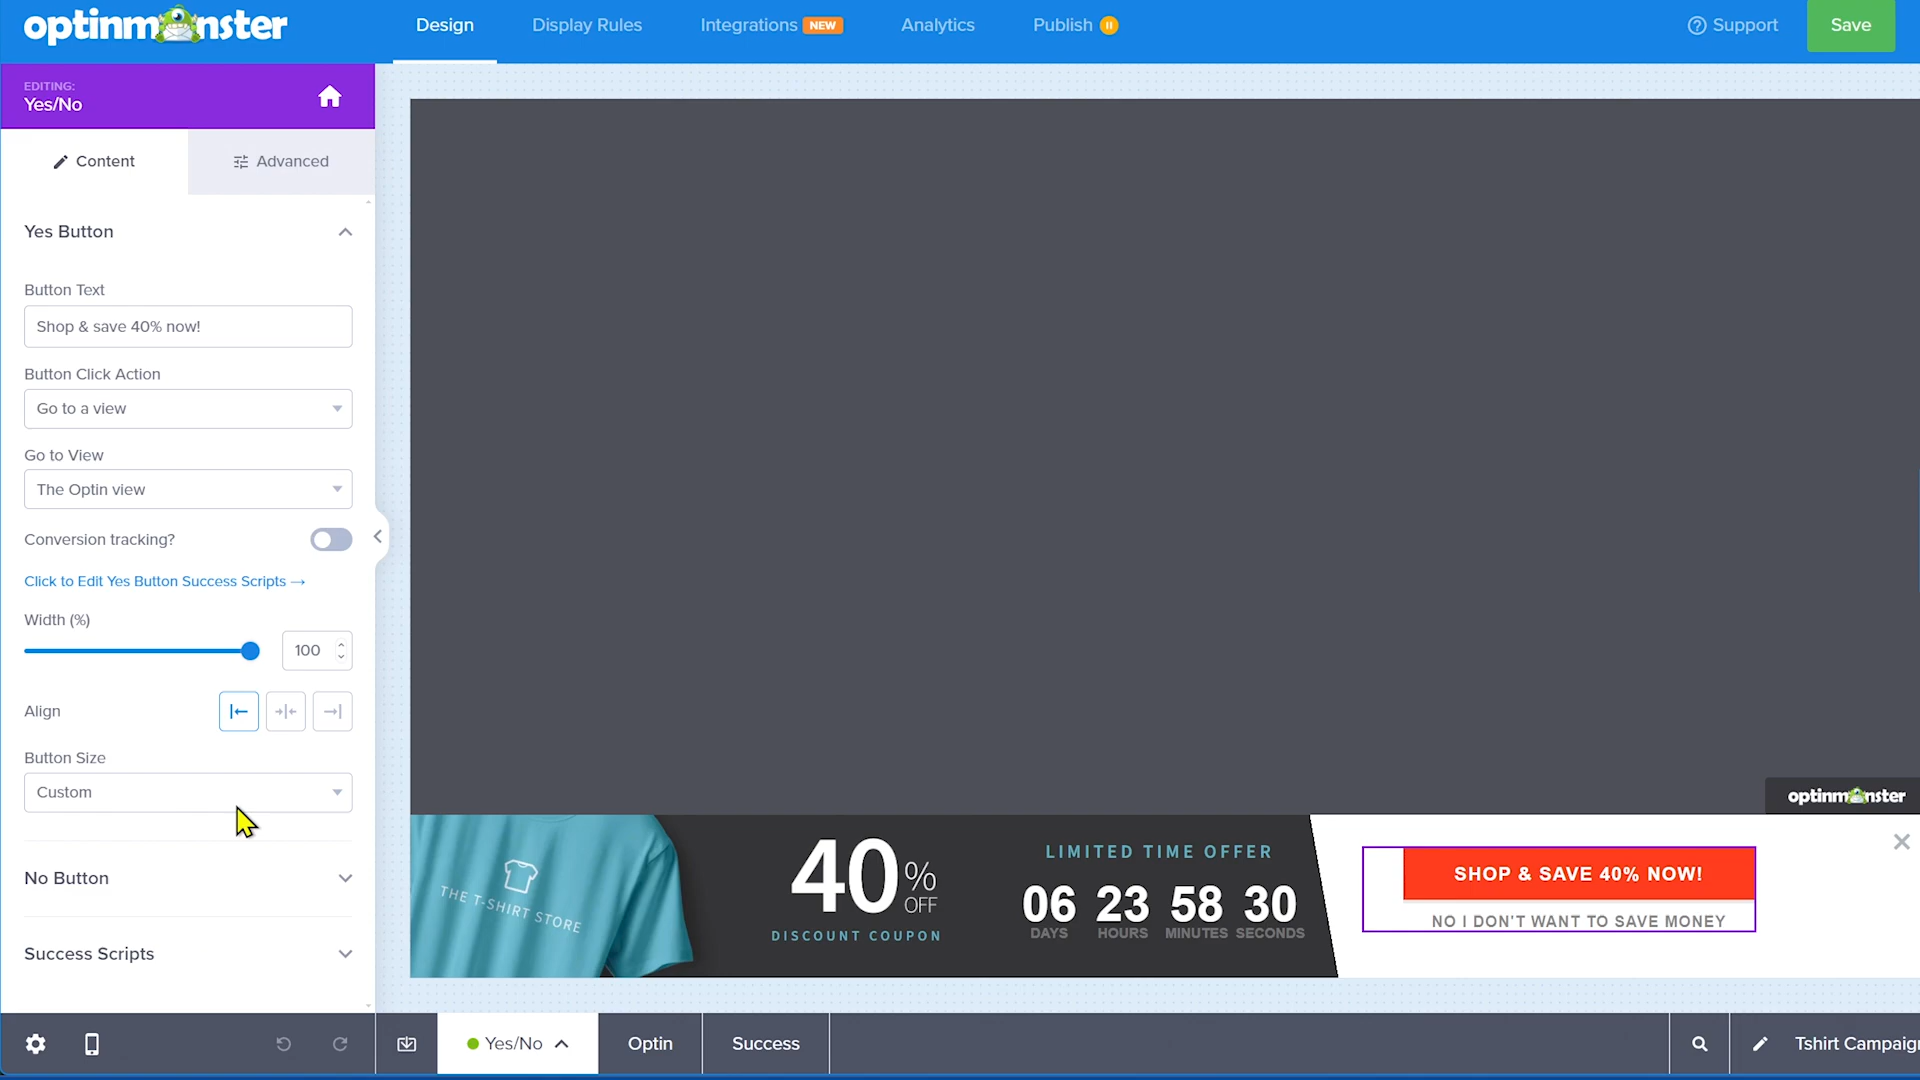 optinmonster
Design
Display Rules
Integrations NEW
Analytics
Publish
Support
Save
EDITING:
Yes/No
Content
Advanced
Yes Button
Button Text
Shop & save 40% now!
Button Click Action
Go to a view
Go to View
The Optin view
Conversion tracking?
Click to Edit Yes Button Success Scripts →
Width (%)
100
Align
Button Size
Custom
No Button
Success Scripts
optinmonster
THE T-SHIRT STORE
40% OFF
DISCOUNT COUPON
LIMITED TIME OFFER
06 23 58 30
DAYS HOURS MINUTES SECONDS
SHOP & SAVE 40% NOW!
NO I DON'T WANT TO SAVE MONEY
Yes/No
Optin
Success
Tshirt Campaign